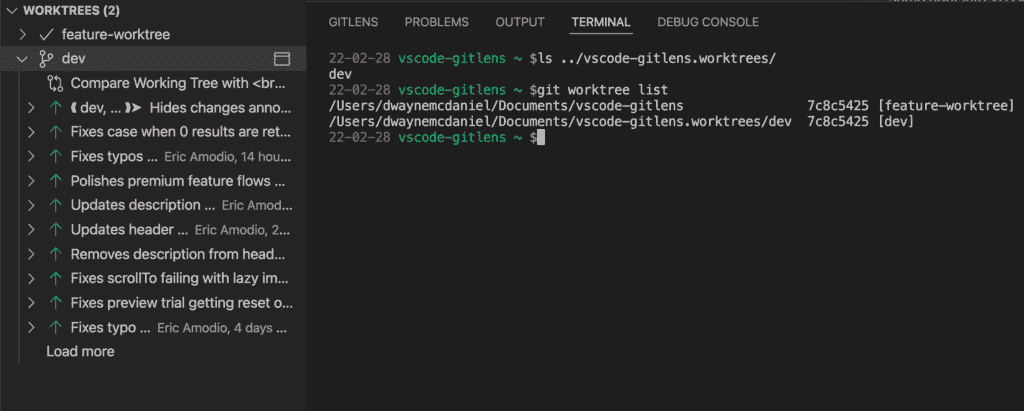 WORKTREES (2)
feature-worktree
dev
Compare Working Tree with <br...
dev, ... Hides changes anno...
Fixes case when 0 results are ret...
Fixes typos ... Eric Amodio, 14 hou...
Polishes premium feature flows ...
Updates description ... Eric Amod...
Updates header ... Eric Amodio, 2...
Removes description from head...
Fixes scrollTo failing with lazy im...
Fixes preview trial getting reset o...
Fixes typo ... Eric Amodio, 4 days ...
Load more
GITLENS PROBLEMS OUTPUT TERMINAL DEBUG CONSOLE
22-02-28 vscode-gitlens ~ $ls ../vscode-gitlens.worktrees/
dev
22-02-28 vscode-gitlens ~ $git worktree list
/Users/dwaynemcdaniel/Documents/vscode-gitlens 7c8c5425 [feature-worktree]
/Users/dwaynemcdaniel/Documents/vscode-gitlens.worktrees/dev 7c8c5425 [dev]
22-02-28 vscode-gitlens ~ $